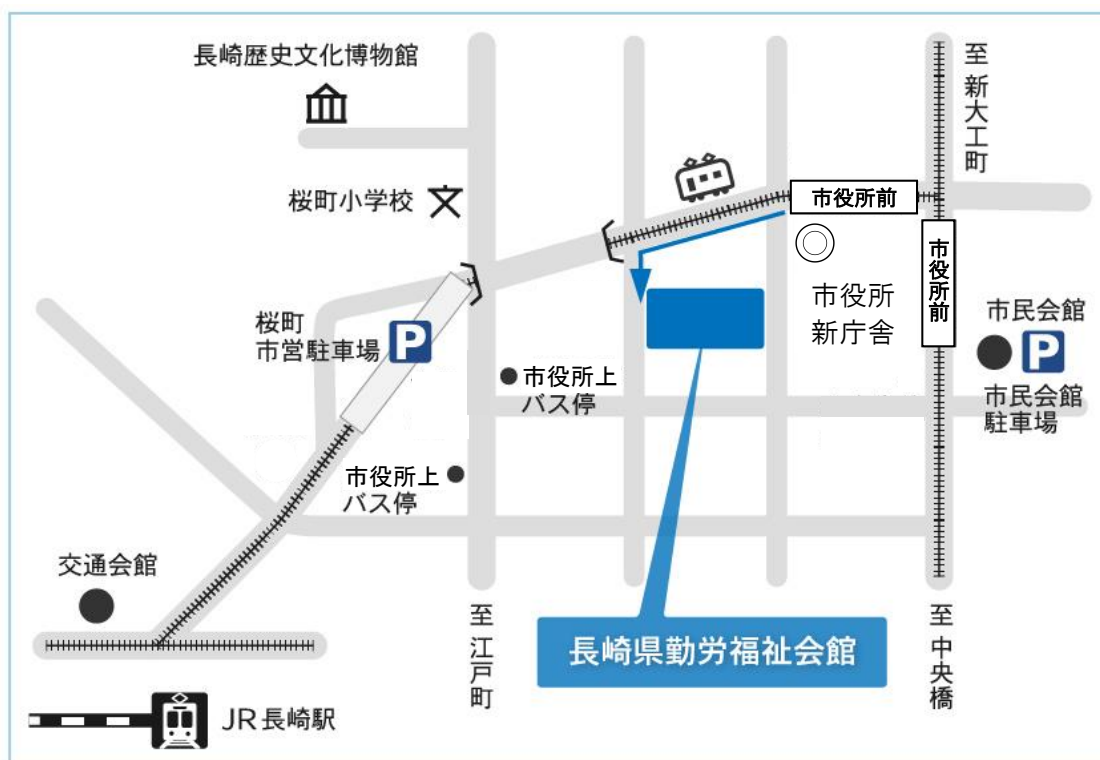 長崎歴史文化博物館
至
新大工町
桜町小学校
文
市役所前
市役所前
市役所
新庁舎
桜町
市営駐車場
P
市民会館
P
市民会館
駐車場
市役所上
バス停
市役所上
バス停
交通会館
至
江戸町
長崎県勤労福祉会館
至
中央橋
JR長崎駅